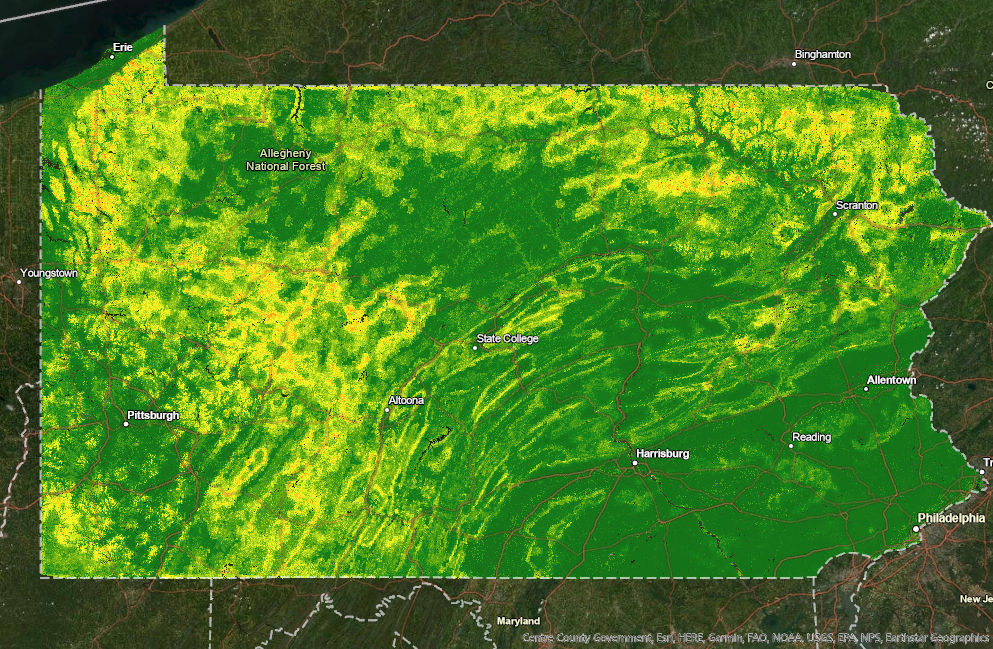 Erie
Binghamton
C
Allegheny
National Forest
Scranton
Youngstown
State College
Allentown
Altoona
Pittsburgh
Reading
Harrisburg
Tr
Philadelphia
New Je
Maryland
Centre County Government, Esri, HERE, Garmin, FAO, NOAA, USGS, EPA, NPS, Earthstar Geographics